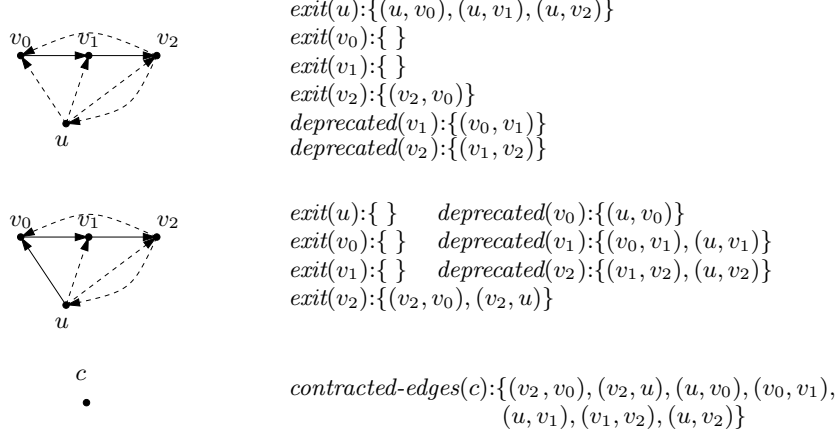 exit(u):{(u, v₀), (u, v₁), (u, v₂)}
v₀ v₁ v₂
exit(v₀):{ }
exit(v₁):{ }
exit(v₂):{(v₂, v₀)}
deprecated(v₁):{(v₀, v₁)}
u
deprecated(v₂):{(v₁, v₂)}
v₀ v₁ v₂
exit(u):{ } deprecated(v₀):{(u, v₀)}
exit(v₀):{ } deprecated(v₁):{(v₀, v₁), (u, v₁)}
exit(v₁):{ } deprecated(v₂):{(v₁, v₂), (u, v₂)}
exit(v₂):{(v₂, v₀), (v₂, u)}
u
c
contracted-edges(c):{(v₂, v₀), (v₂, u), (u, v₀), (v₀, v₁),
(u, v₁), (v₁, v₂), (u, v₂)}